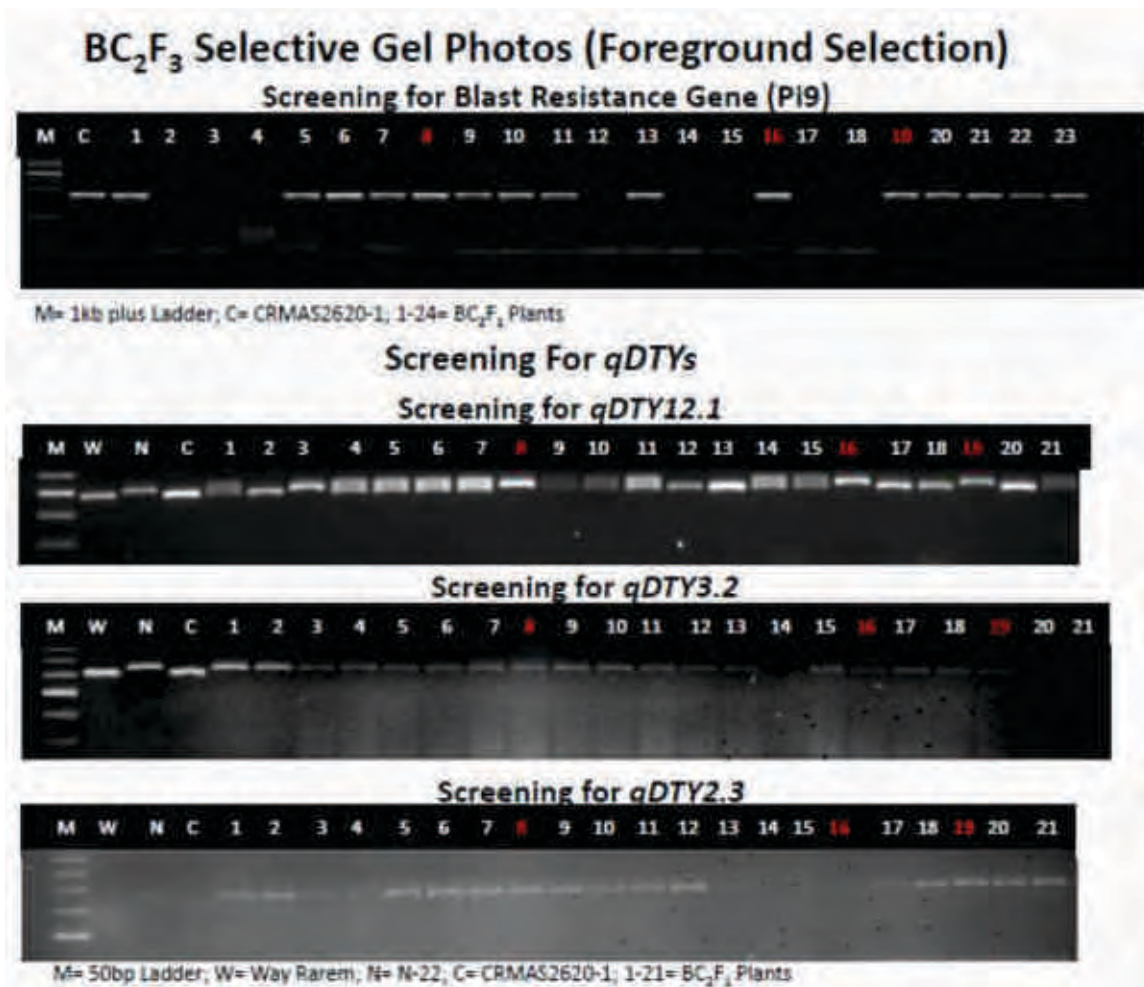 BC₂F₃ Selective Gel Photos (Foreground Selection)
Screening for Blast Resistance Gene (Pi9)
M C 1 2 3 4 5 6 7 8 9 10 11 12 13 14 15 16 17 18 19 20 21 22 23
M= 1kb plus Ladder; C= CRMAS2620-1; 1-24= BC₂F₃ Plants
Screening For qDTYs
Screening for qDTY12.1
M W N C 1 2 3 4 5 6 7 8 9 10 11 12 13 14 15 16 17 18 19 20 21
Screening for qDTY3.2
M W N C 1 2 3 4 5 6 7 8 9 10 11 12 13 14 15 16 17 18 19 20 21
Screening for qDTY2.3
M W N C 1 2 3 4 5 6 7 8 9 10 11 12 13 14 15 16 17 18 19 20 21
M= 50bp Ladder; W= Way Rarem; N= N-22; C= CRMAS2620-1; 1-21= BC₂F₃ Plants